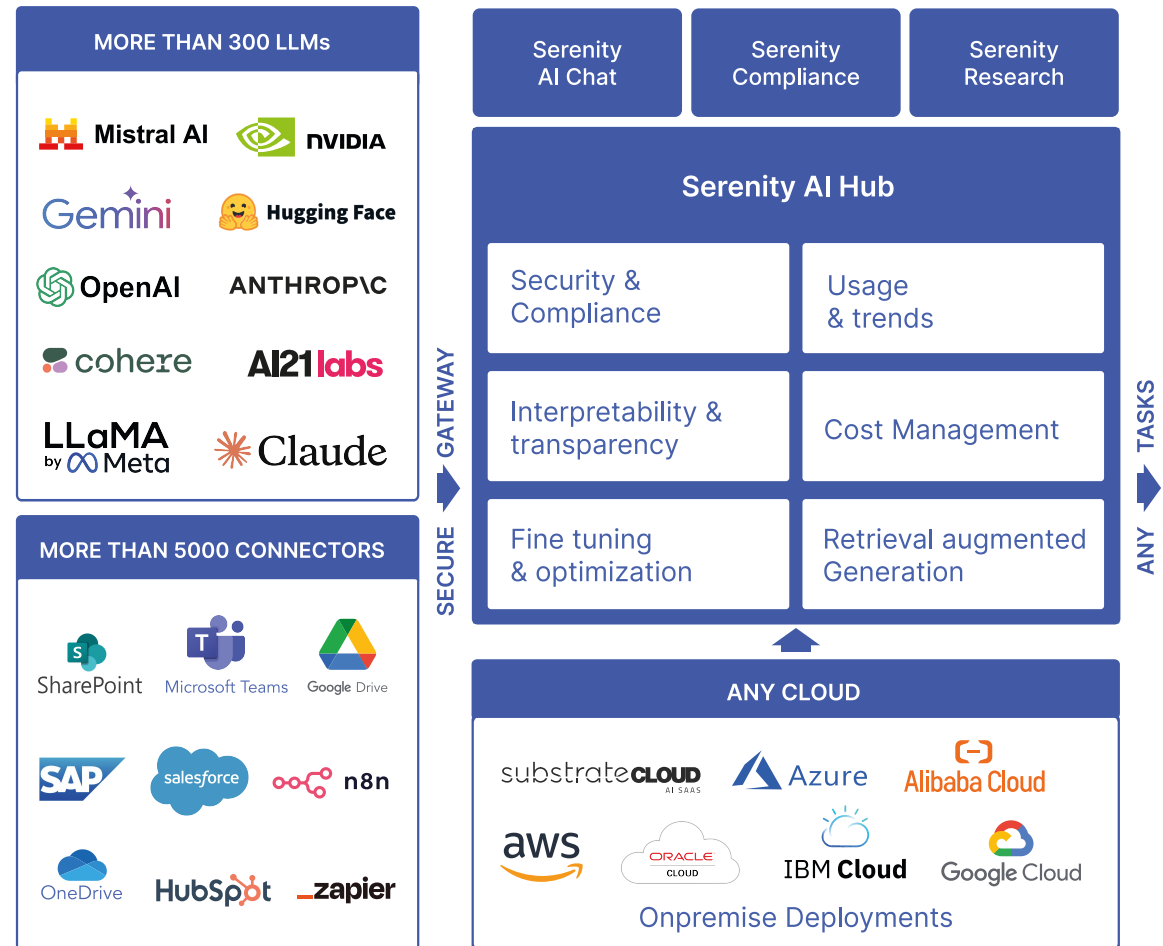 MORE THAN 300 LLMs
Mistral AI
NVIDIA
Gemini
Hugging Face
OpenAI
ANTHROP\C
cohere
AI21labs
LLaMA
by Meta
Claude
MORE THAN 5000 CONNECTORS
S
SharePoint
T
Microsoft Teams
Google Drive
SAP
salesforce
n8n
OneDrive
HubSpot
_zapier
SECURE GATEWAY
Serenity
AI Chat
Serenity
Compliance
Serenity
Research
Serenity AI Hub
Security &
Compliance
Usage
& trends
Interpretability &
transparency
Cost Management
Fine tuning
& optimization
Retrieval augmented
Generation
ANY TASKS
ANY CLOUD
substrateCLOUD
AI SAAS
Azure
Alibaba Cloud
aws
ORACLE
CLOUD
IBM Cloud
Google Cloud
Onpremise Deployments